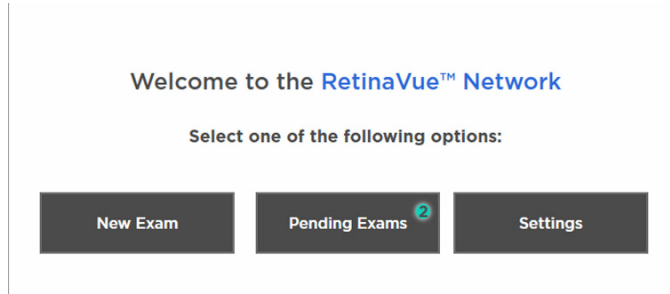 Welcome to the RetinaVue™ Network
Select one of the following options:
New Exam
Pending Exams 2
Settings